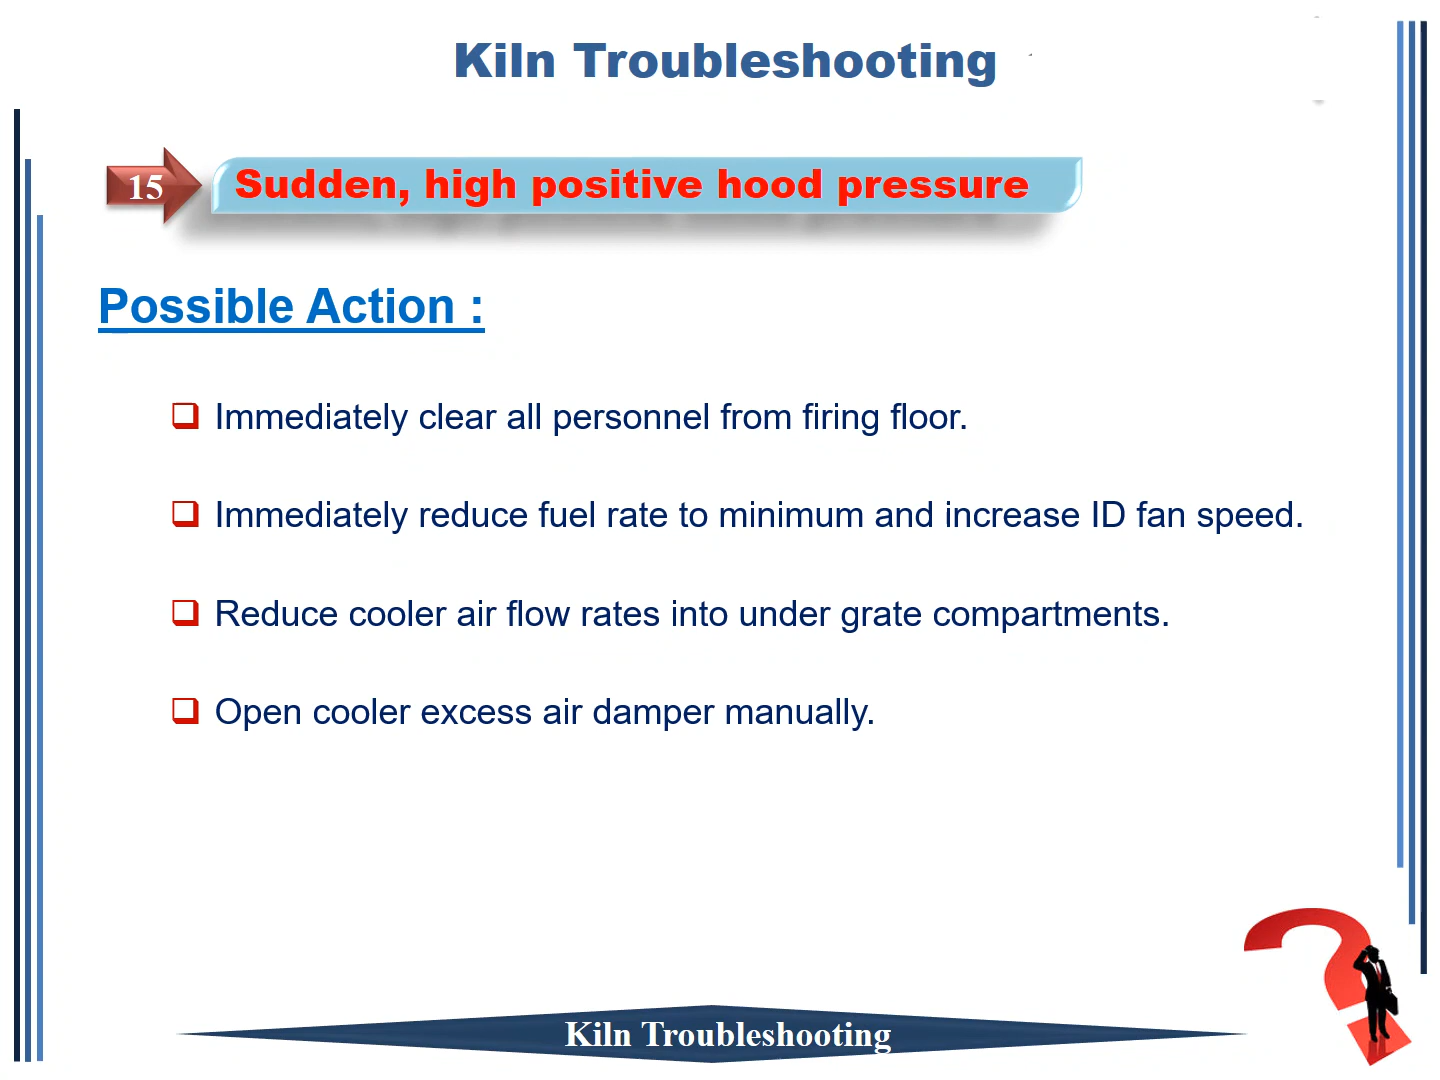 Kiln Troubleshooting
15
Sudden, high positive hood pressure
Possible Action :
Immediately clear all personnel from firing floor.
Immediately reduce fuel rate to minimum and increase ID fan speed.
Reduce cooler air flow rates into under grate compartments.
Open cooler excess air damper manually.
Kiln Troubleshooting